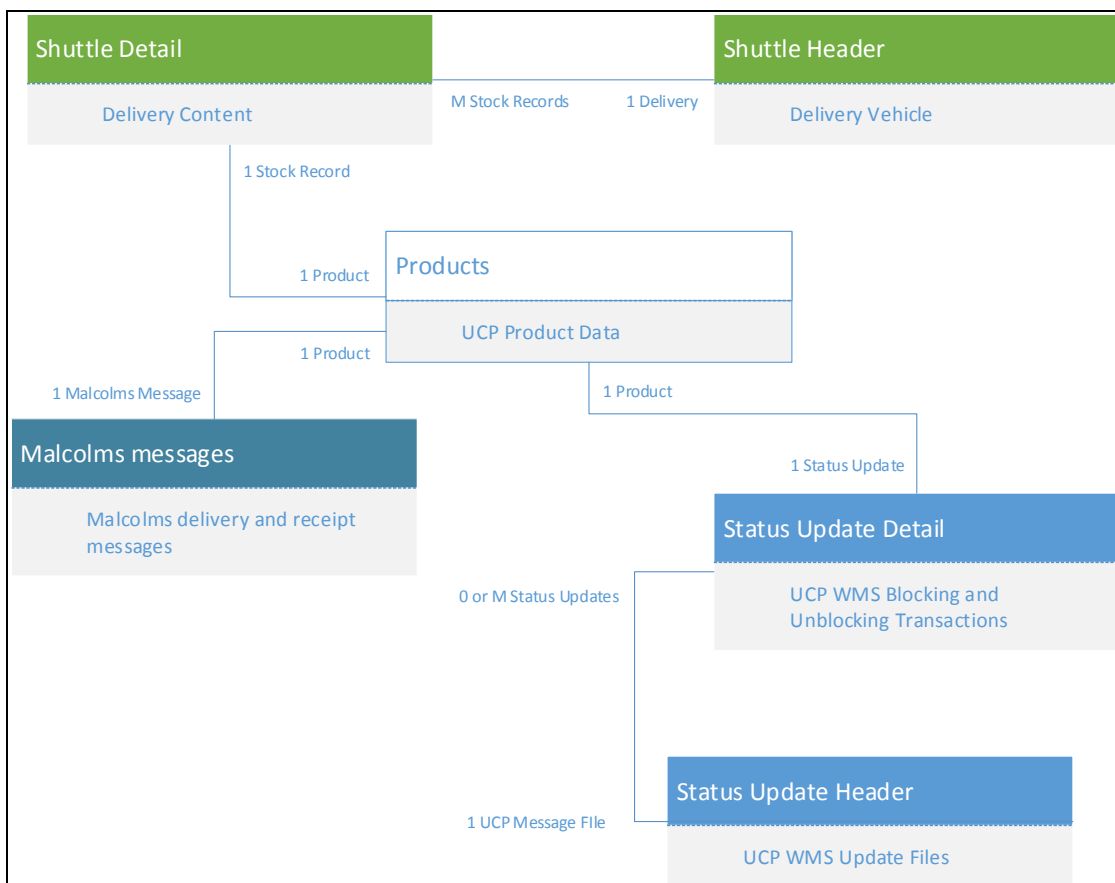 Shuttle Detail
Shuttle Header
M Stock Records
1 Delivery
Delivery Content
Delivery Vehicle
1 Stock Record
1 Product
Products
UCP Product Data
1 Product
1 Malcolms Message
1 Product
Malcolms messages
Malcolms delivery and receipt
messages
1 Status Update
Status Update Detail
UCP WMS Blocking and
Unblocking Transactions
0 or M Status Updates
Status Update Header
1 UCP Message FIle
UCP WMS Update Files